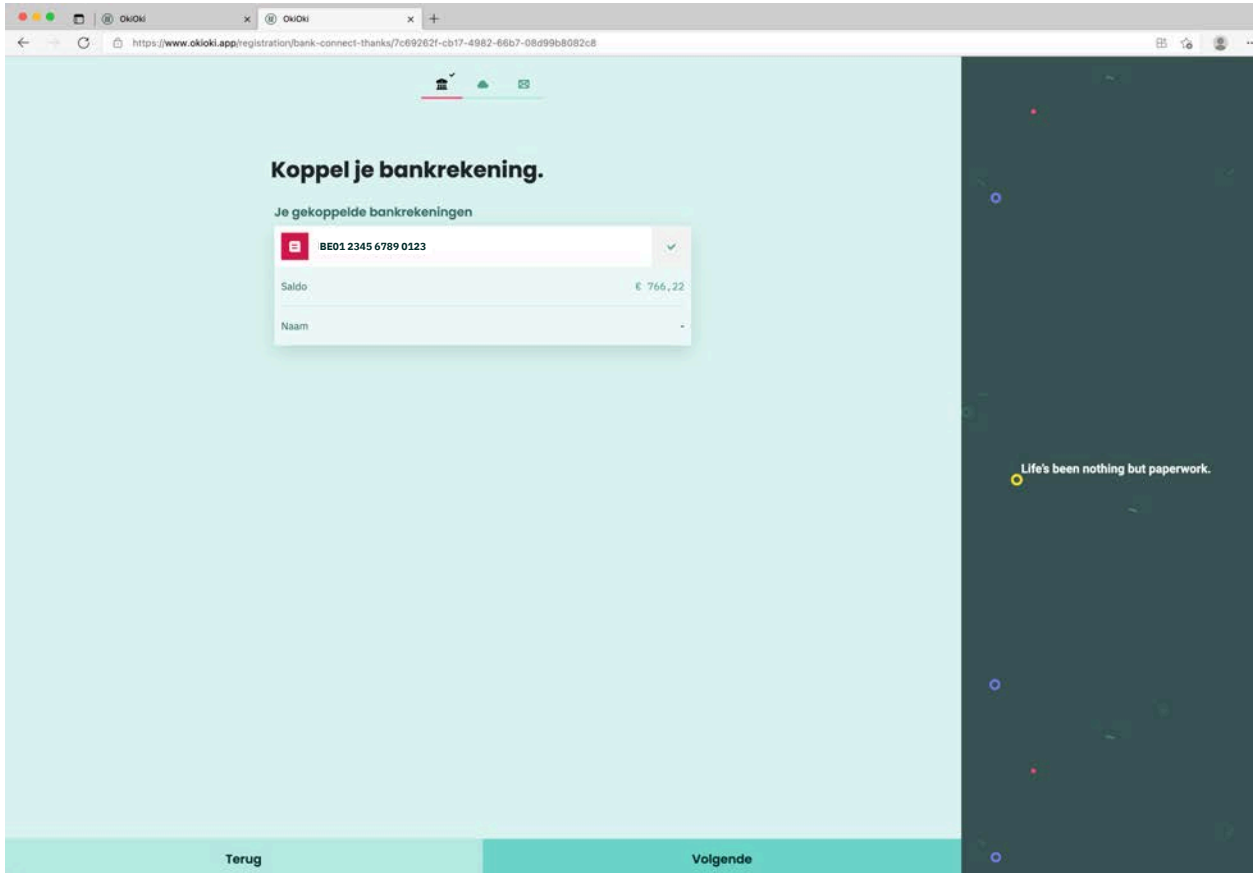 OkiOki
OkiOki
https://www.okioki.app/registration/bank-connect-thanks/7c69262f-cb17-4982-66b7-08d99b8082c8
Koppel je bankrekening.
Je gekoppelde bankrekeningen
BE01 2345 6789 0123
Saldo € 766,22
Naam -
Life's been nothing but paperwork.
Terug Volgende